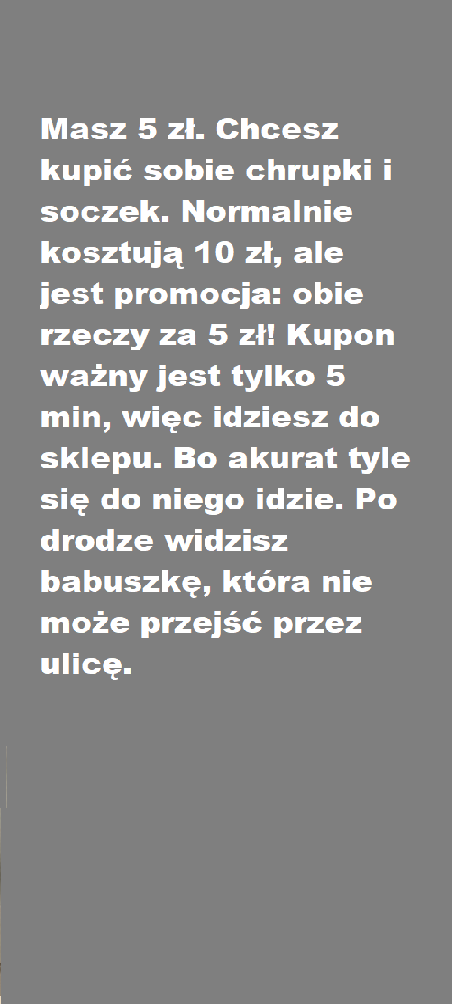 Masz 5 zł. Chcesz
kupić sobie chrupki i
soczek. Normalnie
kosztują 10 zł, ale
jest promocja: obie
rzeczy za 5 zł! Kupon
ważny jest tylko 5
min, więc idziesz do
sklepu. Bo akurat tyle
się do niego idzie. Po
drodze widzisz
babuszkę, która nie
może przejść przez
ulicę.